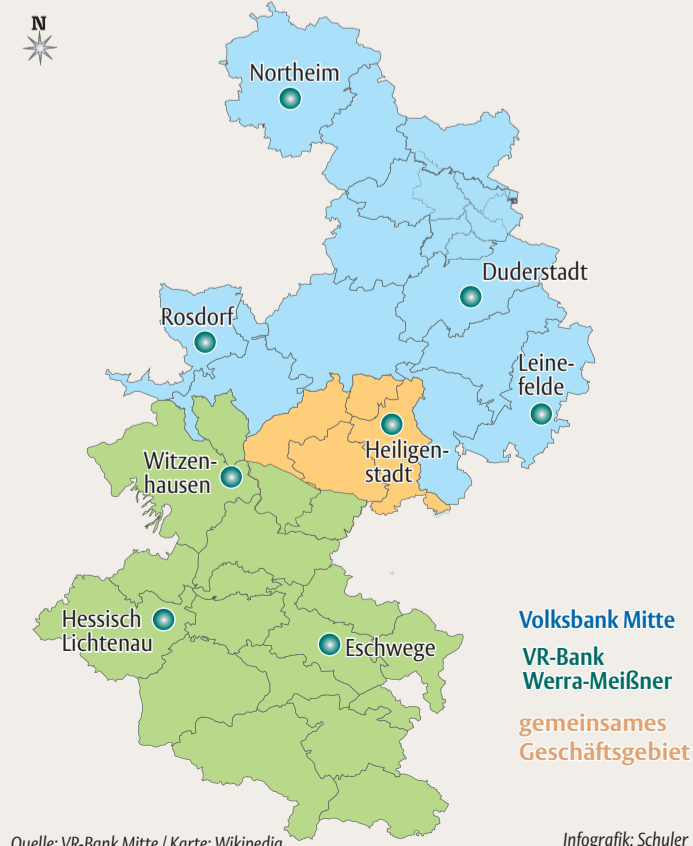 N
Northeim
Duderstadt
Rosdorf
Leine-
felde
Heiligen-
stadt
Witzen-
hausen
Hessisch
Lichtenau
Eschwege
Volksbank Mitte
VR-Bank
Werra-Meißner
gemeinsames
Geschäftsgebiet
Quelle: VR-Bank Mitte / Karte: Wikipedia
Infografik: Schuler